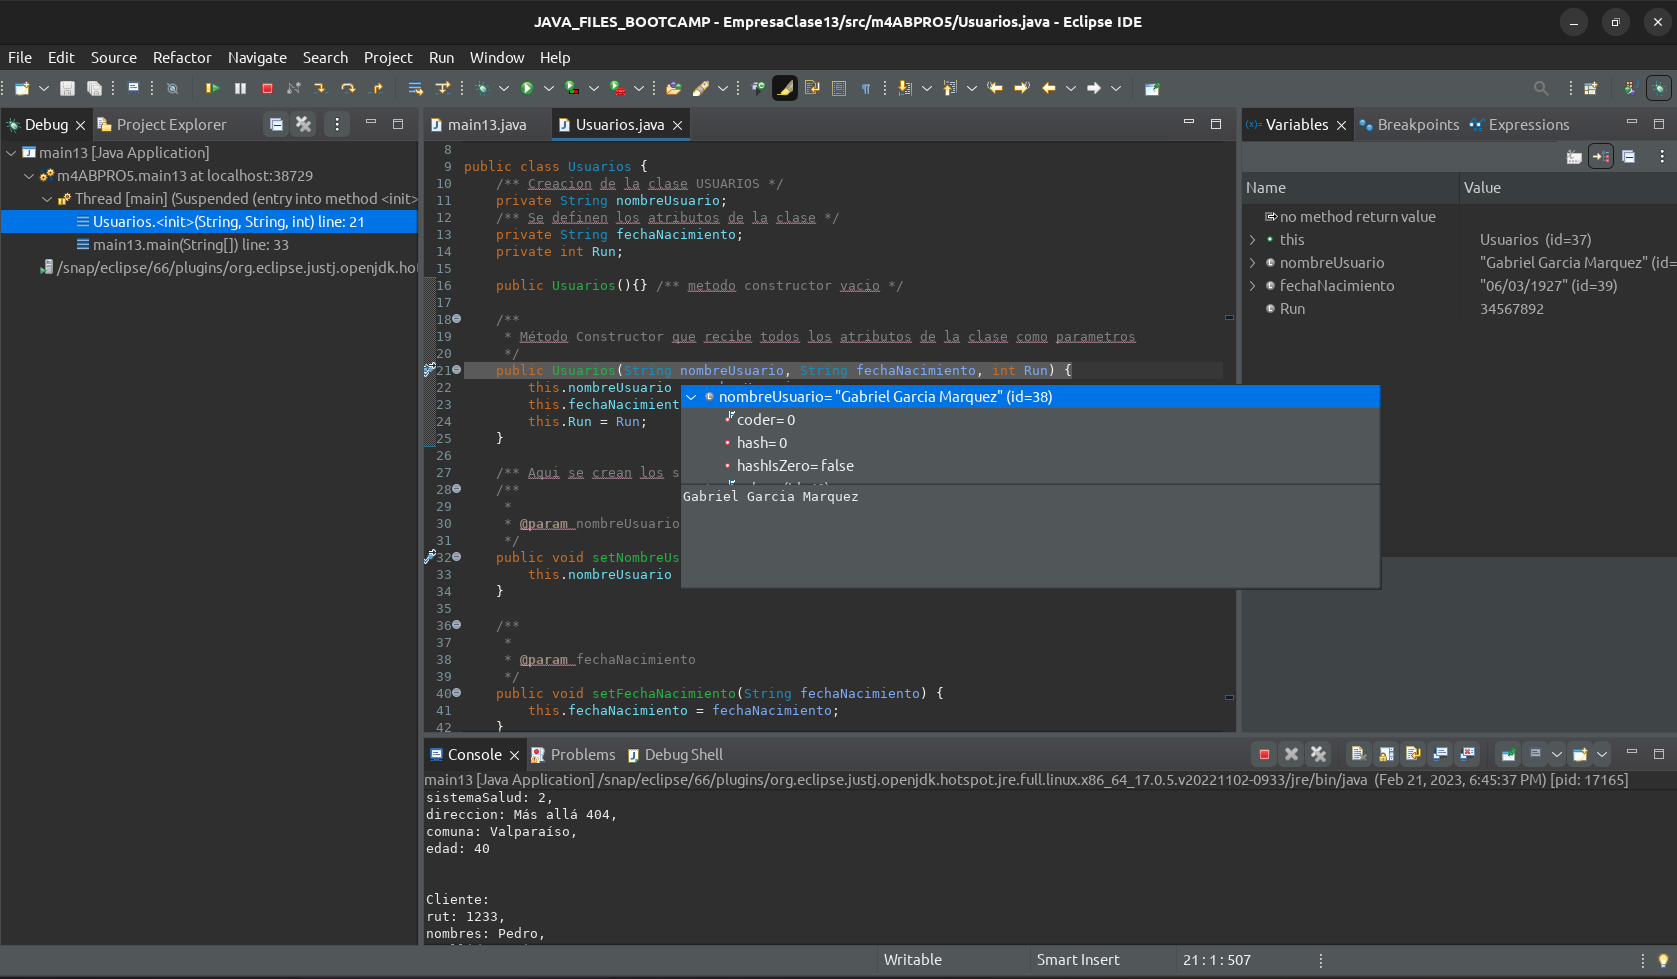 JAVA_FILES_BOOTCAMP - EmpresaClase13/src/m4ABPRO5/Usuarios.java - Eclipse IDE
File Edit Source Refactor Navigate Search Project Run Window Help
Debug Project Explorer
main13 [Java Application]
m4ABPRO5.main13 at localhost:38729
Thread [main] (Suspended (entry into method <init>
Usuarios.<init>(String, String, int) line: 21
main13.main(String[]) line: 33
/snap/eclipse/66/plugins/org.eclipse.justj.openjdk.hot
main13.java Usuarios.java
8
9 public class Usuarios {
10 /** Creacion de la clase USUARIOS */
11 private String nombreUsuario;
12 /** Se definen los atributos de la clase */
13 private String fechaNacimiento;
14 private int Run;
15
16 public Usuarios(){} /** metodo constructor vacio */
17
18 /**
19 * Método Constructor que recibe todos los atributos de la clase como parametros
20 */
21 public Usuarios(String nombreUsuario, String fechaNacimiento, int Run) {
22 this.nombreUsuario
23 this.fechaNacimient
24 this.Run = Run;
25 }
26
27 /** Aqui se crean los s
28 /**
29 *
30 * @param nombreUsuario
31 */
32 public void setNombreUs
33 this.nombreUsuario
34 }
35
36 /**
37 *
38 * @param fechaNacimiento
39 */
40 public void setFechaNacimiento(String fechaNacimiento) {
41 this.fechaNacimiento = fechaNacimiento;
42 }
nombreUsuario= "Gabriel Garcia Marquez" (id=38)
coder= 0
hash= 0
hashIsZero= false
Gabriel Garcia Marquez
Variables Breakpoints Expressions
Name Value
no method return value
this Usuarios (id=37)
nombreUsuario "Gabriel Garcia Marquez" (id=
fechaNacimiento "06/03/1927" (id=39)
Run 34567892
Console Problems Debug Shell
main13 [Java Application] /snap/eclipse/66/plugins/org.eclipse.justj.openjdk.hotspot.jre.full.linux.x86_64_17.0.5.v20221102-0933/jre/bin/java (Feb 21, 2023, 6:45:37 PM) [pid: 17165]
sistemaSalud: 2,
direccion: Más allá 404,
comuna: Valparaíso,
edad: 40
Cliente:
rut: 1233,
nombres: Pedro,
Writable Smart Insert 21 : 1 : 507